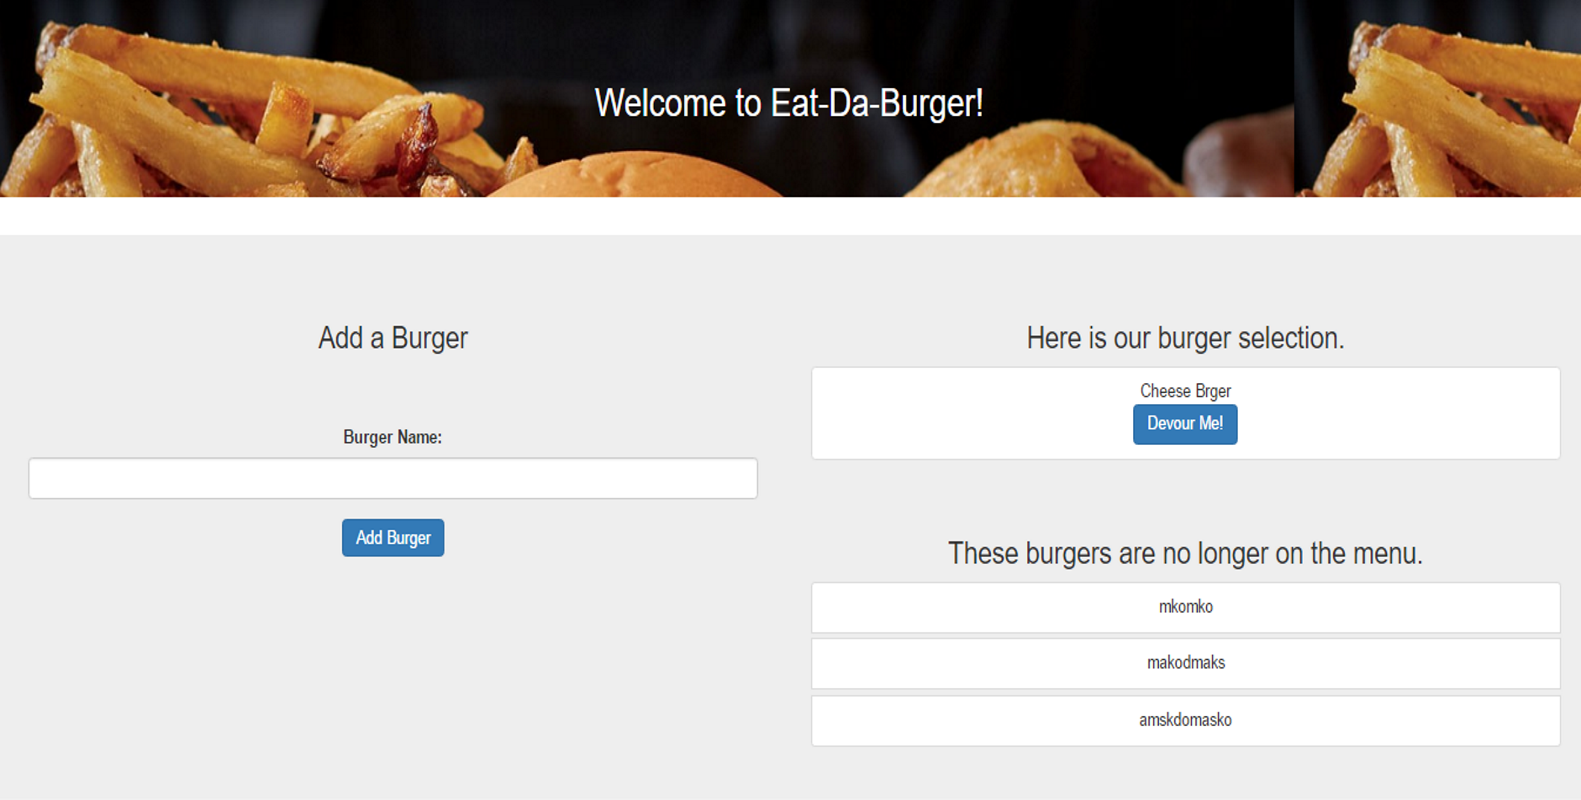 Welcome to Eat-Da-Burger!
Add a Burger
Burger Name:
Add Burger
Here is our burger selection.
Cheese Brger
Devour Me!
These burgers are no longer on the menu.
mkomko
makodmaks
amskdomasko